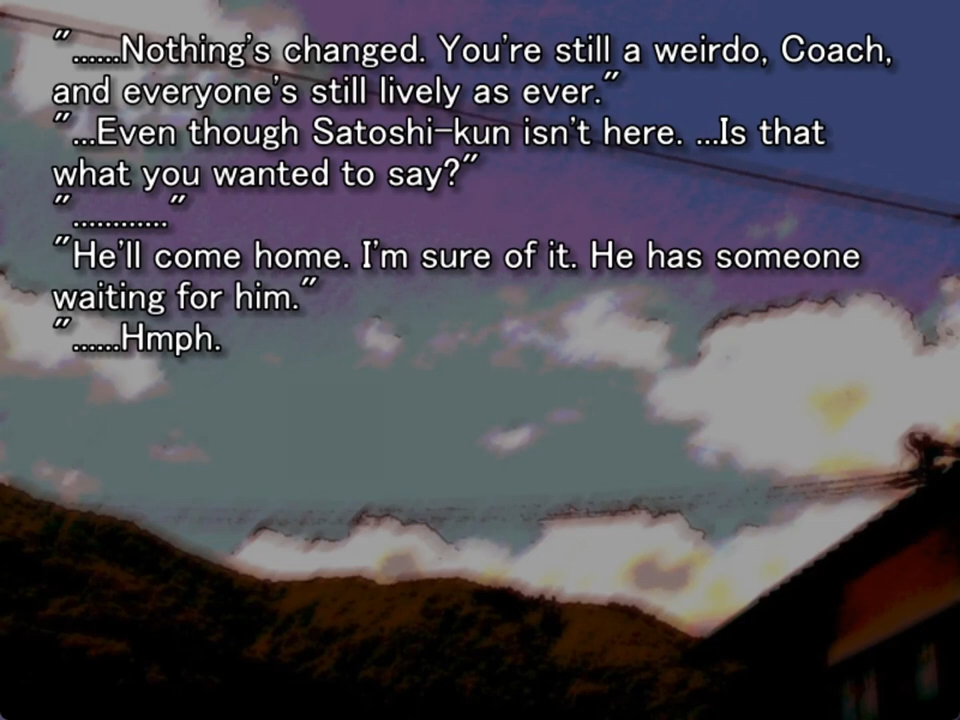 "......Nothing's changed. You're still a weirdo, Coach,
and everyone's still lively as ever."
"...Even though Satoshi-kun isn't here. ...Is that
what you wanted to say?"
"............"
"He'll come home. I'm sure of it. He has someone
waiting for him."
"......Hmph.